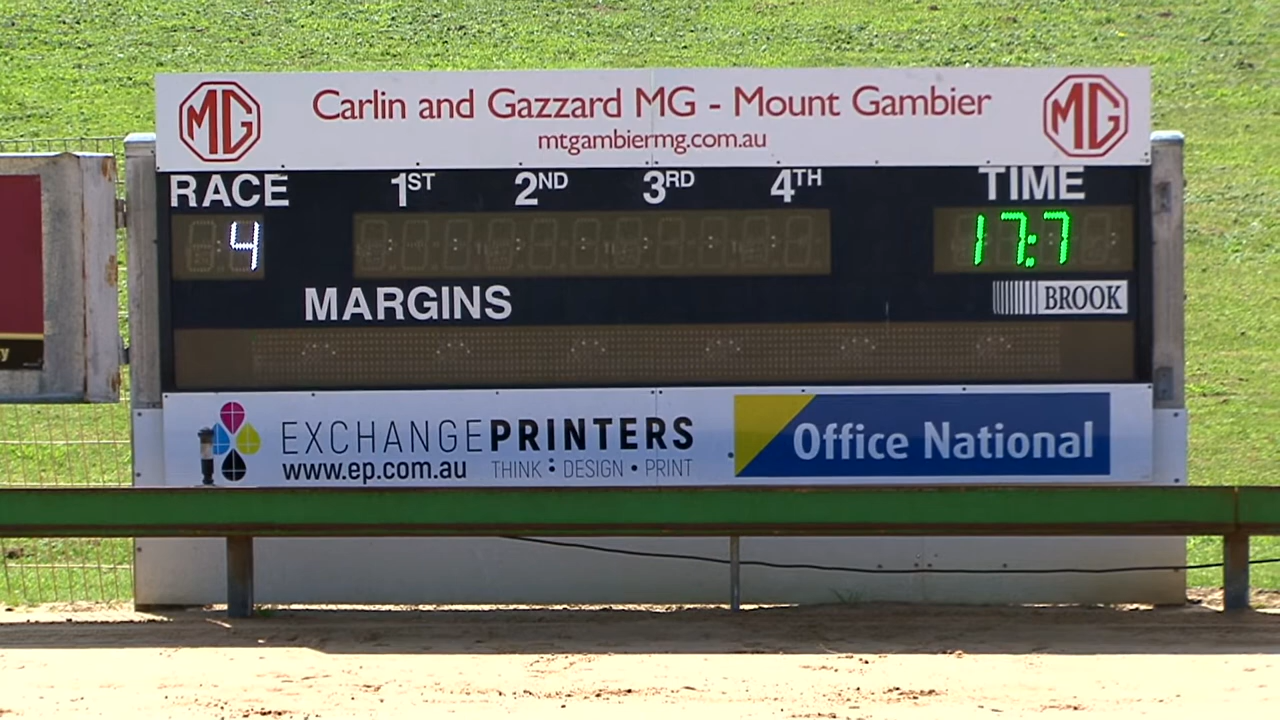 MG Carlin and Gazzard MG - Mount Gambier MG
mtgambiermg.com.au
RACE 1ST 2ND 3RD 4TH TIME
4 17:7
MARGINS BROOK
EXCHANGEPRINTERS Office National
www.ep.com.au THINK : DESIGN • PRINT
y